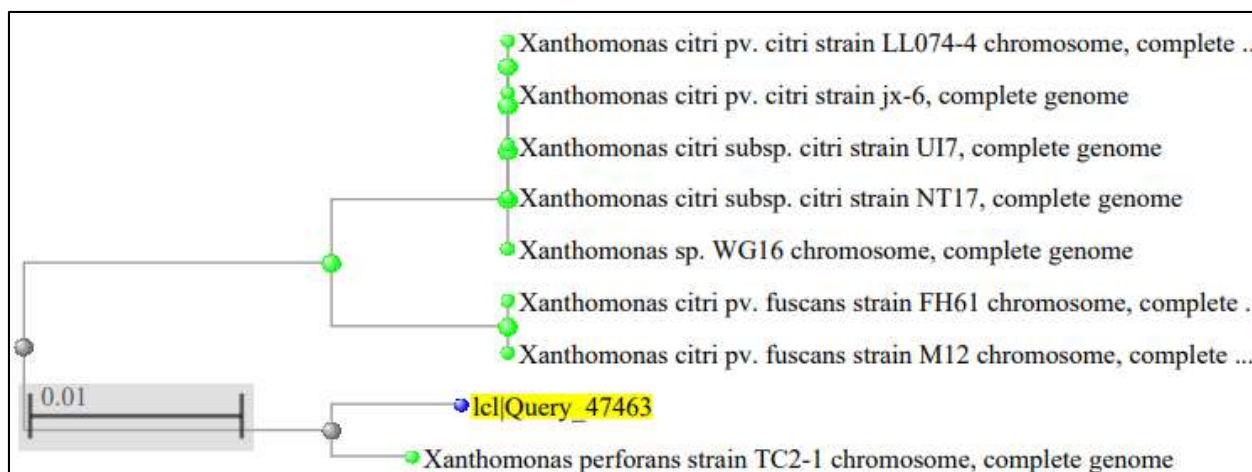 Xanthomonas citri pv. citri strain LL074-4 chromosome, complete ...
Xanthomonas citri pv. citri strain jx-6, complete genome
Xanthomonas citri subsp. citri strain UI7, complete genome
Xanthomonas citri subsp. citri strain NT17, complete genome
Xanthomonas sp. WG16 chromosome, complete genome
Xanthomonas citri pv. fuscans strain FH61 chromosome, complete ...
Xanthomonas citri pv. fuscans strain M12 chromosome, complete ...
0.01
lcl|Query_47463
Xanthomonas perforans strain TC2-1 chromosome, complete genome